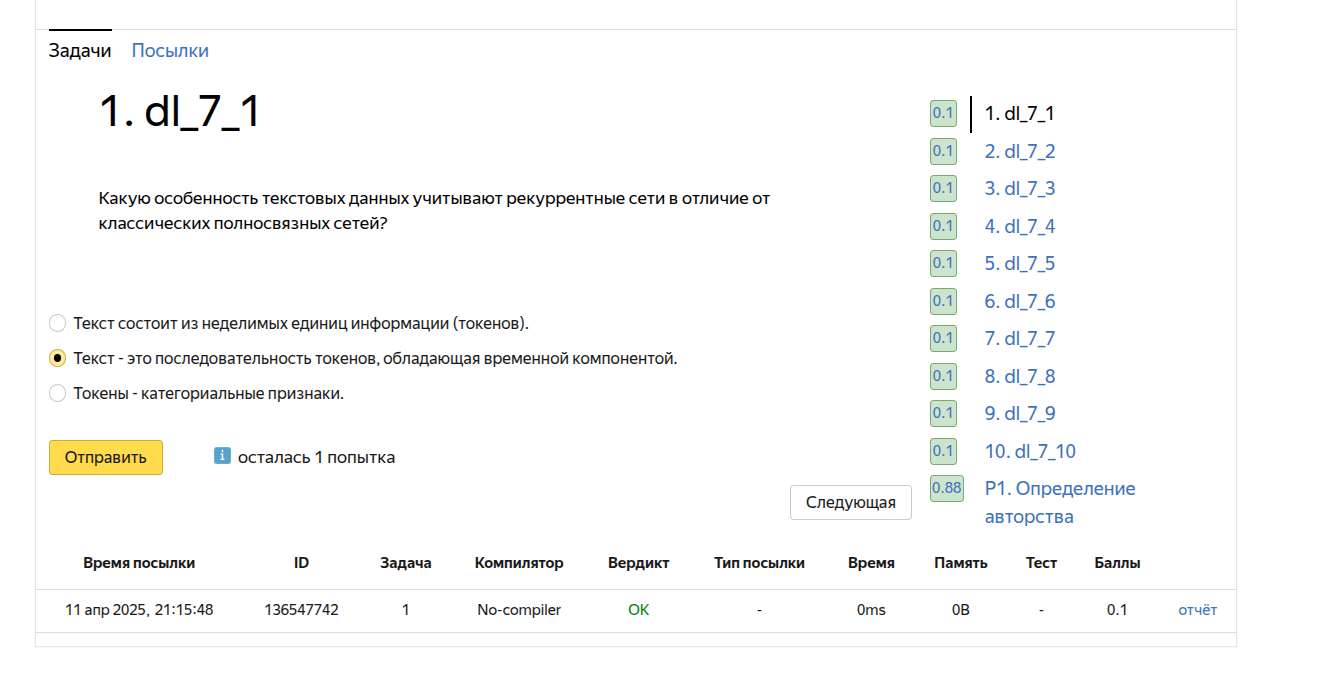 Задачи Посылки
1. dl_7_1
Какую особенность текстовых данных учитывают рекуррентные сети в отличие от
классических полносвязных сетей?
Текст состоит из неделимых единиц информации (токенов).
Текст - это последовательность токенов, обладающая временной компонентой.
Токены - категориальные признаки.
Отправить i осталась 1 попытка
Следующая
0.1 1. dl_7_1
0.1 2. dl_7_2
0.1 3. dl_7_3
0.1 4. dl_7_4
0.1 5. dl_7_5
0.1 6. dl_7_6
0.1 7. dl_7_7
0.1 8. dl_7_8
0.1 9. dl_7_9
0.1 10. dl_7_10
0.88 P1. Определение
авторства
Время посылки ID Задача Компилятор Вердикт Тип посылки Время Память Тест Баллы
11 апр 2025, 21:15:48 136547742 1 No-compiler OK - 0ms 0B - 0.1 отчёт